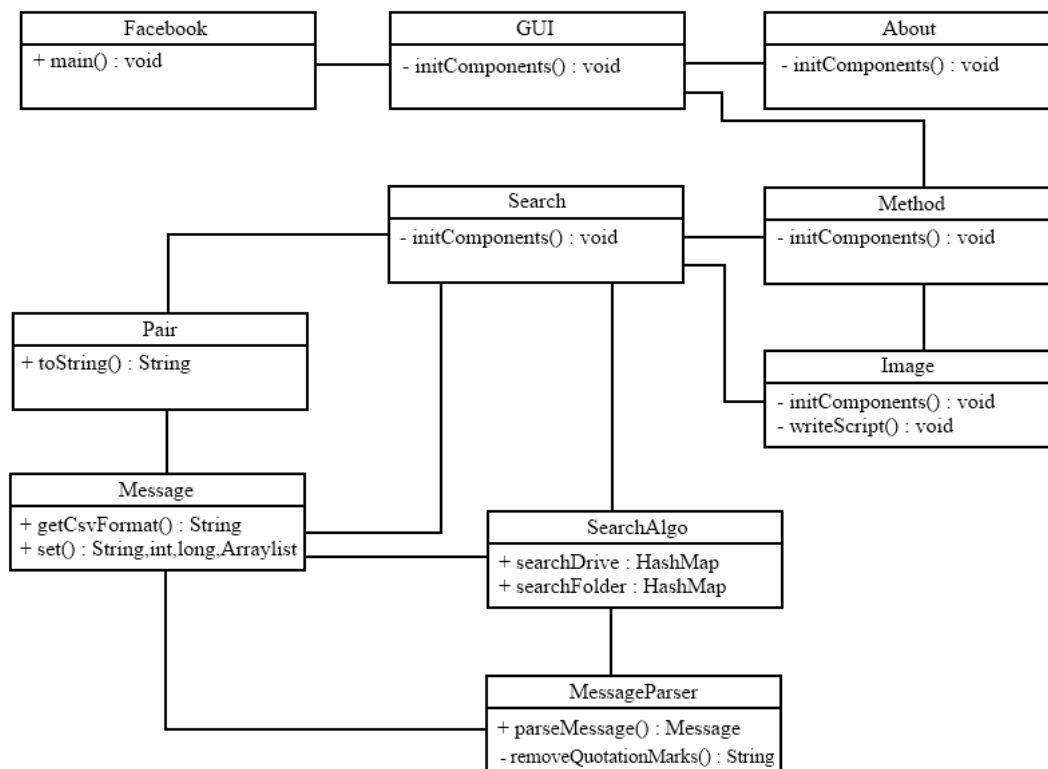 Facebook
+ main() : void
GUI
- initComponents() : void
About
- initComponents() : void
Search
- initComponents() : void
Method
- initComponents() : void
Pair
+ toString() : String
Image
- initComponents() : void
- writeScript() : void
Message
+ getCsvFormat() : String
+ set() : String,int,long,Arraylist
SearchAlgo
+ searchDrive : HashMap
+ searchFolder : HashMap
MessageParser
+ parseMessage() : Message
- removeQuotationMarks() : String